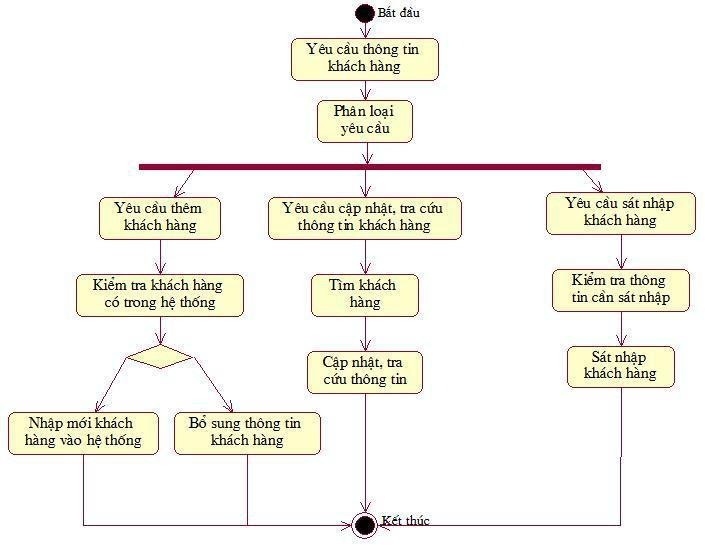 Bắt đầu
Yêu cầu thông tin
khách hàng
Phân loại
yêu cầu
Yêu cầu thêm
khách hàng
Yêu cầu cập nhật, tra cứu
thông tin khách hàng
Yêu cầu sát nhập
khách hàng
Kiểm tra khách hàng
có trong hệ thống
Tìm khách
hàng
Kiểm tra thông
tin cần sát nhập
Cập nhật, tra
cứu thông tin
Sát nhập
khách hàng
Nhập mới khách
hàng vào hệ thống
Bổ sung thông tin
khách hàng
Kết thúc